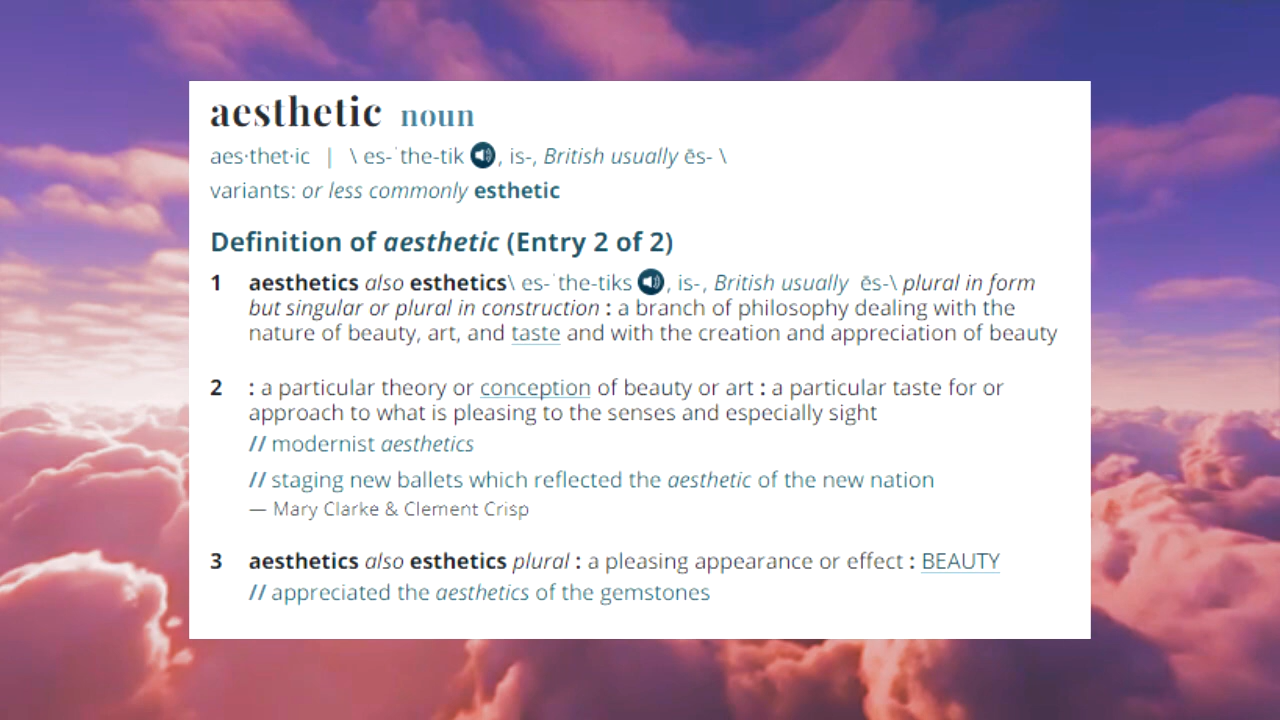 aesthetic noun
aes·thet·ic | \ es-ˈthe-tik , is-, British usually ēs- \
variants: or less commonly esthetic
Definition of aesthetic (Entry 2 of 2)
1 aesthetics also esthetics\ es-ˈthe-tiks , is-, British usually ēs-\ plural in form
but singular or plural in construction : a branch of philosophy dealing with the
nature of beauty, art, and taste and with the creation and appreciation of beauty
2 : a particular theory or conception of beauty or art : a particular taste for or
approach to what is pleasing to the senses and especially sight
// modernist aesthetics
// staging new ballets which reflected the aesthetic of the new nation
— Mary Clarke & Clement Crisp
3 aesthetics also esthetics plural : a pleasing appearance or effect : BEAUTY
// appreciated the aesthetics of the gemstones